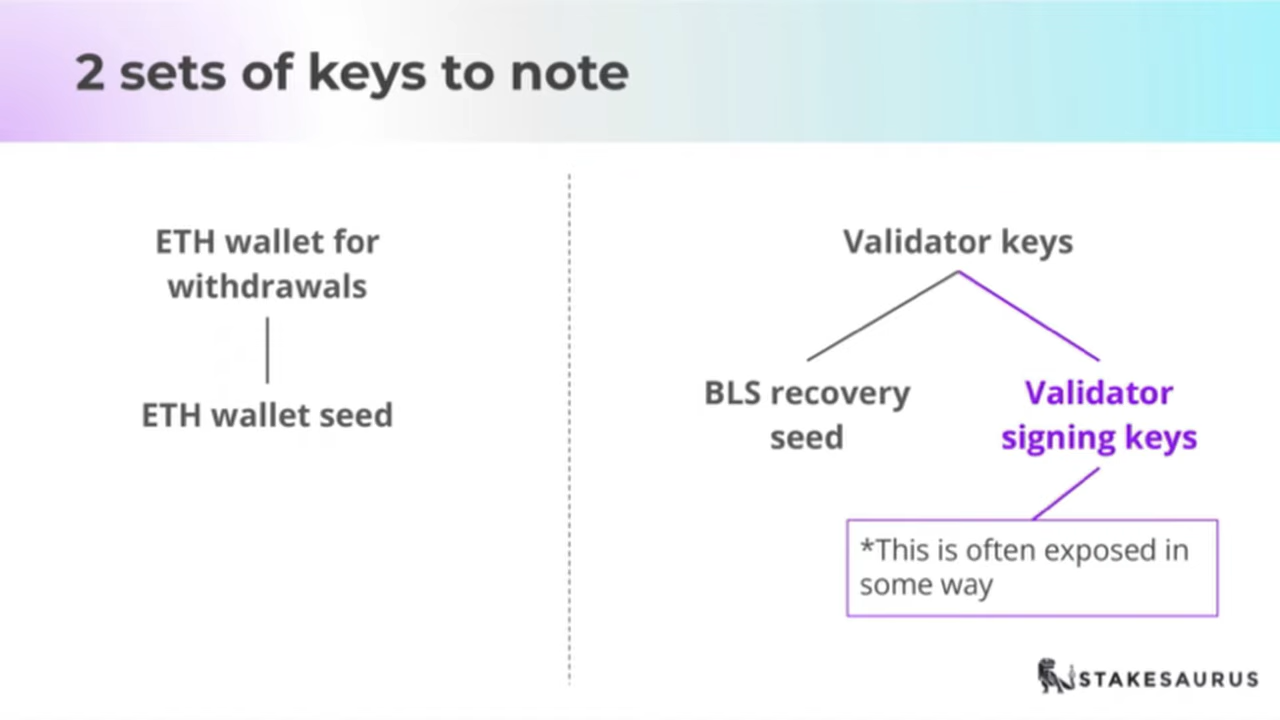 2 sets of keys to note
ETH wallet for
withdrawals
ETH wallet seed
Validator keys
BLS recovery
seed
Validator
signing keys
*This is often exposed in
some way
STAKESAURUS